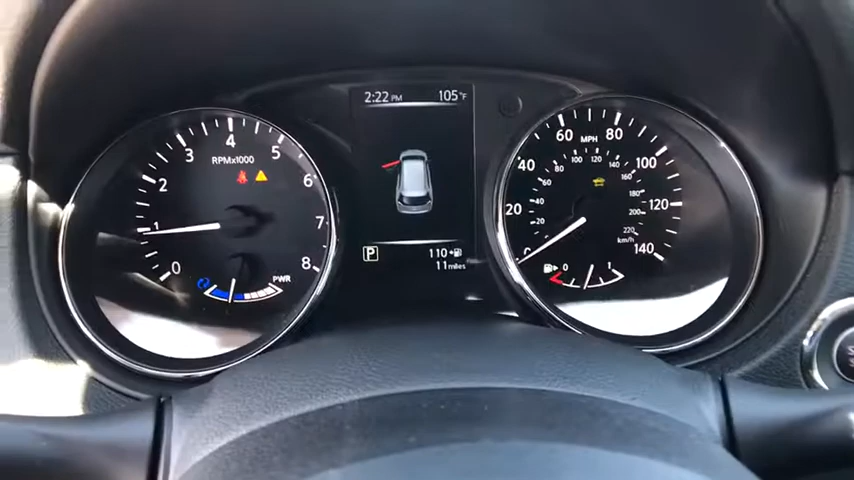 2:22 PM 105°F
0 1 2 3 4 5 6 7 8
RPMx1000
PWR
P
110
11 miles
0 20 40 60 80 100 120 140
MPH
20 40 60 80 100 120 140 160 180 200 220
km/h
0 1